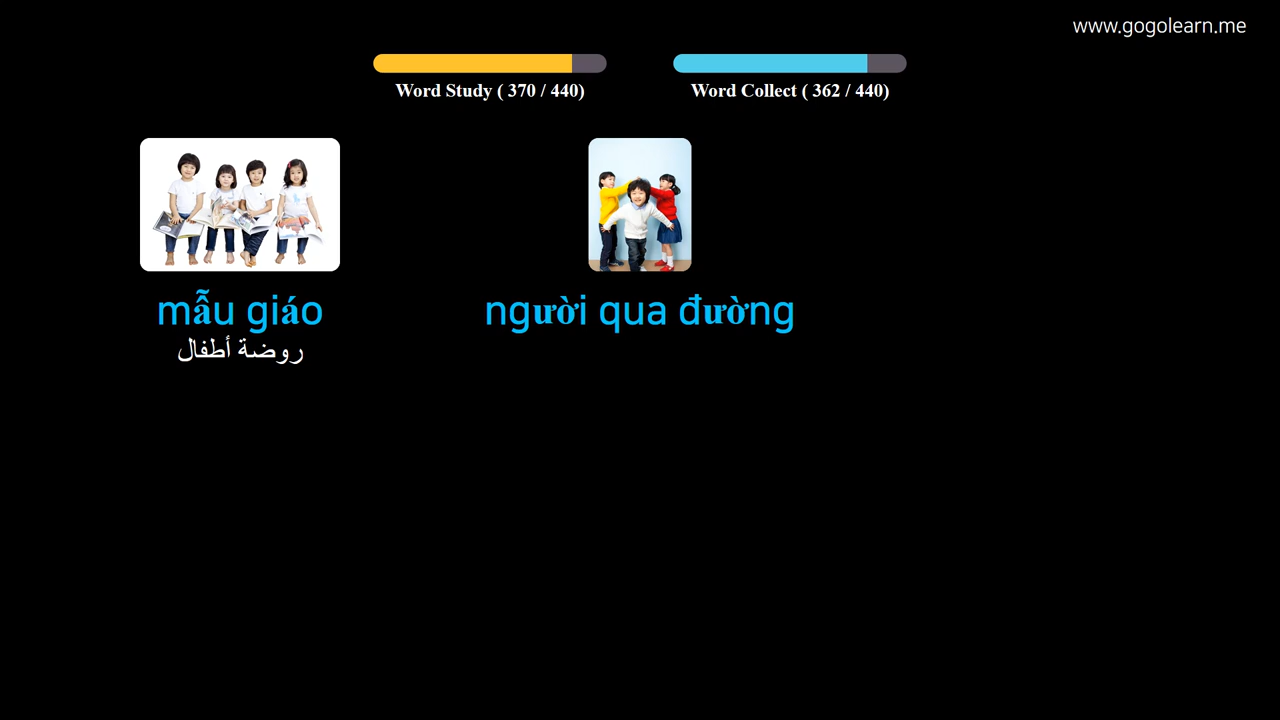 www.gogolearn.me
Word Study ( 370 / 440)
Word Collect ( 362 / 440)
mẫu giáo
روضة أطفال
người qua đường